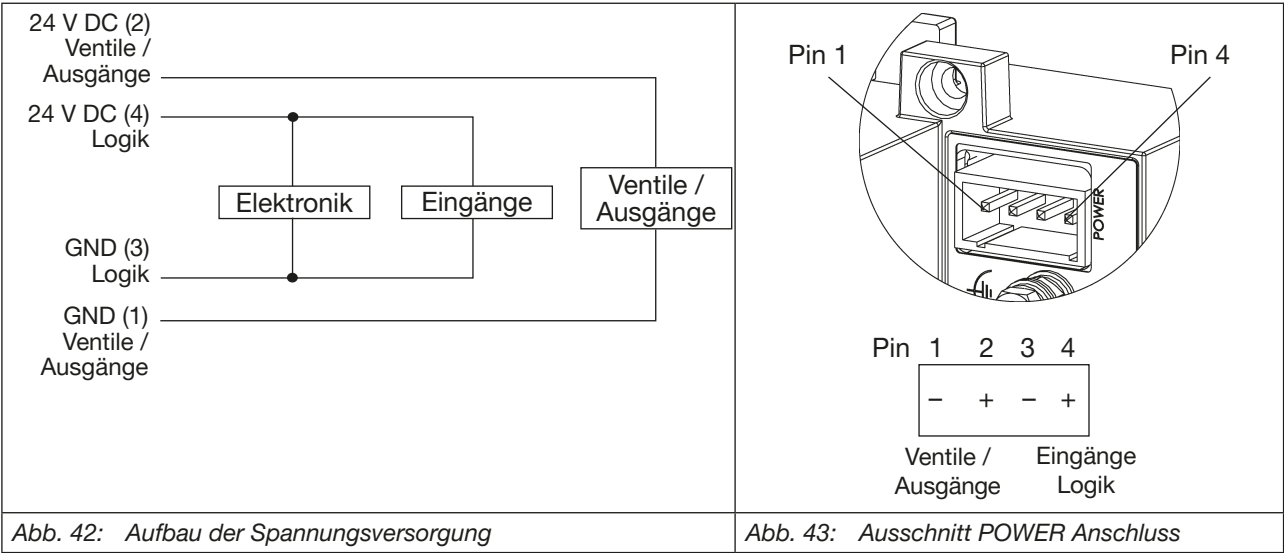 24 V DC (2)
Ventile /
Ausgänge
24 V DC (4)
Logik
Elektronik
Eingänge
Ventile /
Ausgänge
GND (3)
Logik
GND (1)
Ventile /
Ausgänge
Abb. 42: Aufbau der Spannungsversorgung
Pin 1
Pin 4
POWER
Pin 1 2 3 4
– + – +
Ventile /
Ausgänge
Eingänge
Logik
Abb. 43: Ausschnitt POWER Anschluss